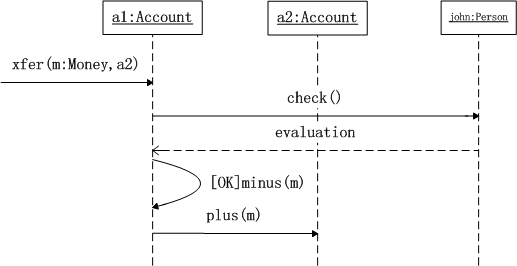 a1:Account
a2:Account
john:Person
xfer(m:Money,a2)
check()
evaluation
[OK]minus(m)
plus(m)